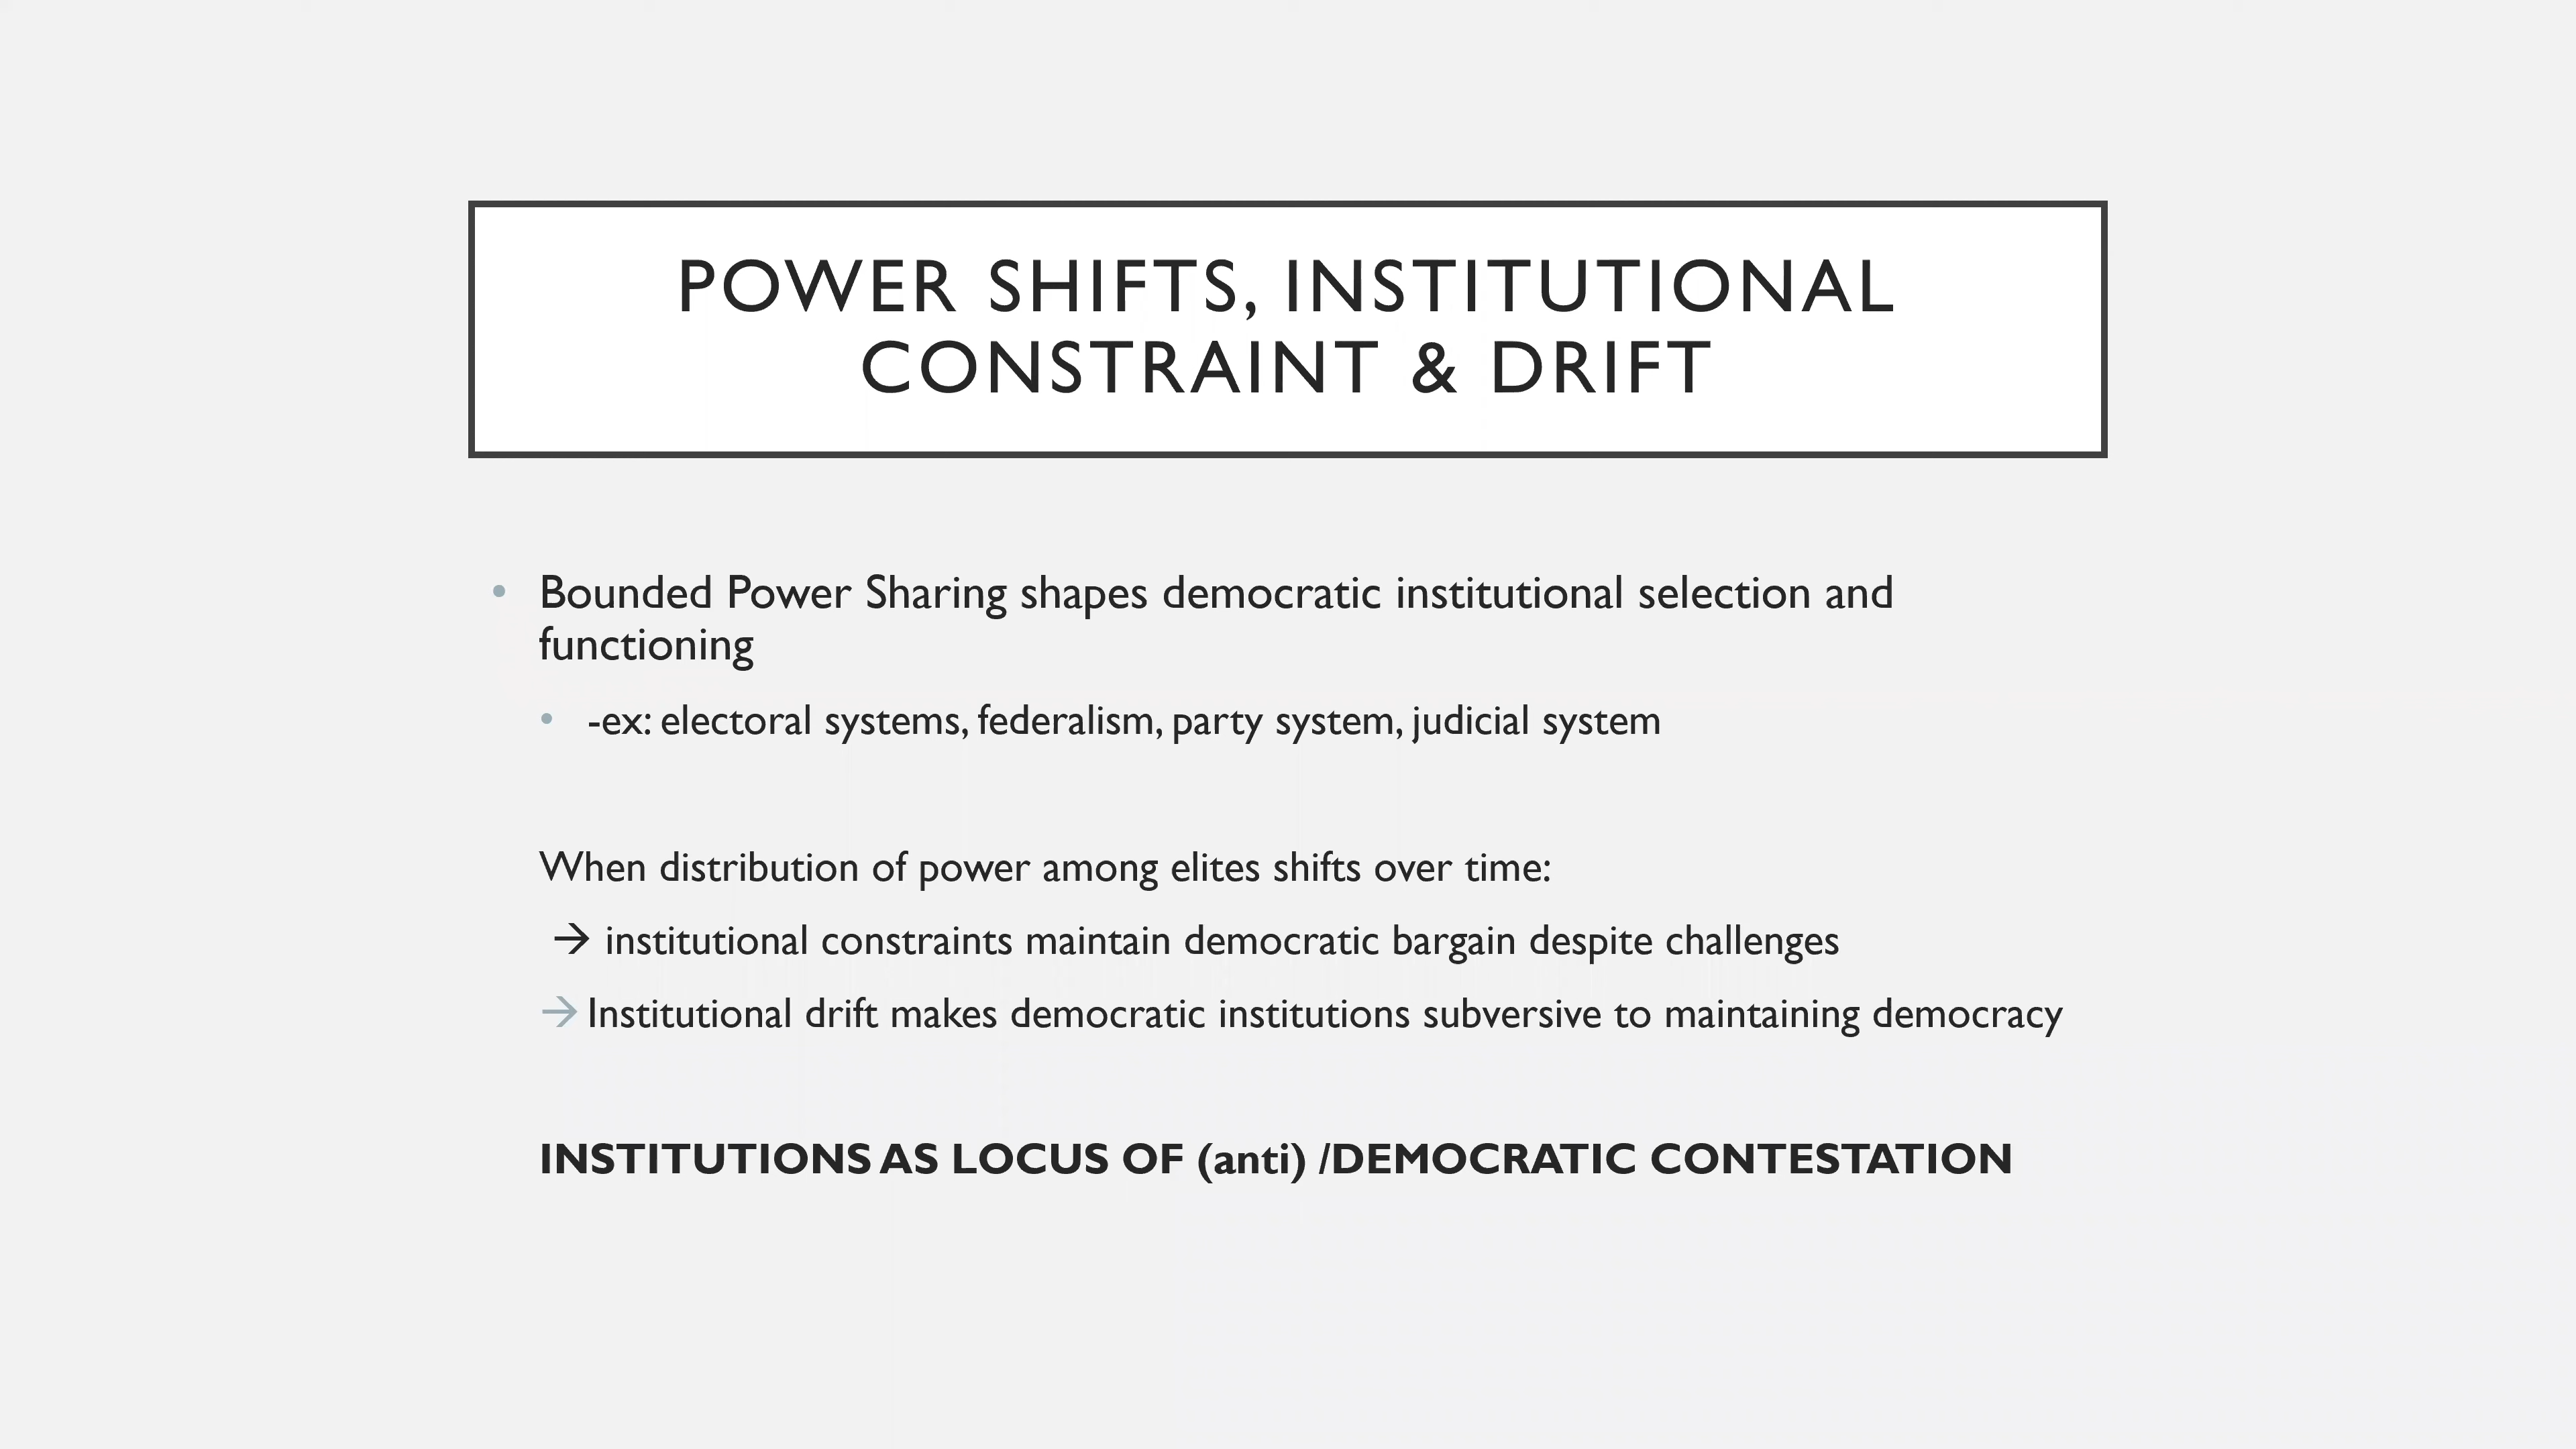 POWER SHIFTS, INSTITUTIONAL
CONSTRAINT & DRIFT
• Bounded Power Sharing shapes democratic institutional selection and
functioning
• -ex: electoral systems, federalism, party system, judicial system
When distribution of power among elites shifts over time:
→ institutional constraints maintain democratic bargain despite challenges
→ Institutional drift makes democratic institutions subversive to maintaining democracy
INSTITUTIONS AS LOCUS OF (anti) /DEMOCRATIC CONTESTATION